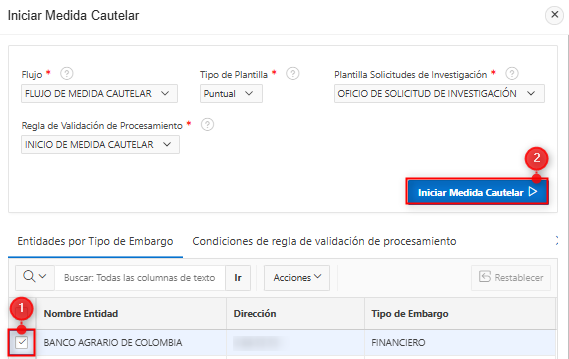 Iniciar Medida Cautelar
Flujo * ? Tipo de Plantilla * ? Plantilla Solicitudes de Investigación * ?
FLUJO DE MEDIDA CAUTELAR Puntual OFICIO DE SOLICITUD DE INVESTIGACIÓN
Regla de Validación de Procesamiento * ?
INICIO DE MEDIDA CAUTELAR
2
Iniciar Medida Cautelar
Entidades por Tipo de Embargo Condiciones de regla de validación de procesamiento
Buscar: Todas las columnas de texto Ir Acciones Restablecer
1
Nombre Entidad Dirección Tipo de Embargo
BANCO AGRARIO DE COLOMBIA FINANCIERO